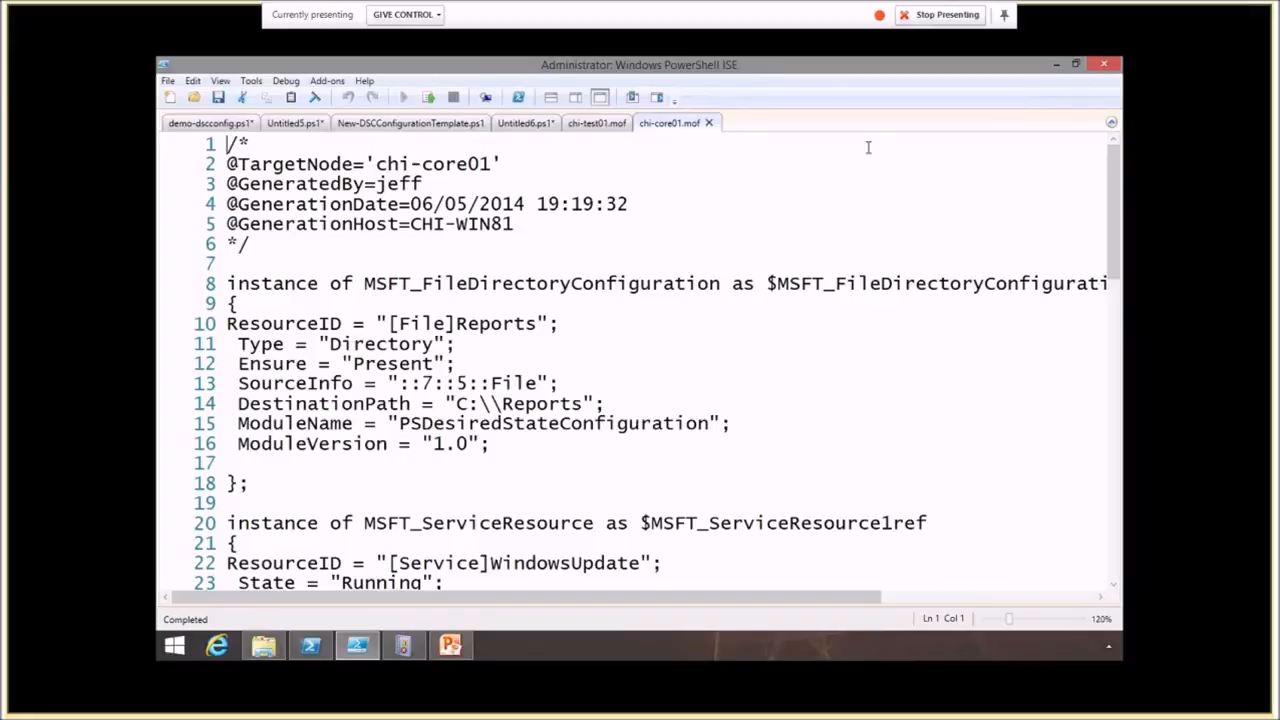 Currently presenting GIVE CONTROL Stop Presenting
Administrator: Windows PowerShell ISE
File Edit View Tools Debug Add-ons Help
demo-dscconfig.ps1* Untitled5.ps1* New-DSCConfigurationTemplate.ps1 Untitled6.ps1* chi-test01.mof chi-core01.mof
1 /*
2 @TargetNode='chi-core01'
3 @GeneratedBy=jeff
4 @GenerationDate=06/05/2014 19:19:32
5 @GenerationHost=CHI-WIN81
6 */
7
8 instance of MSFT_FileDirectoryConfiguration as $MSFT_FileDirectoryConfigurati
9 {
10 ResourceID = "[File]Reports";
11 Type = "Directory";
12 Ensure = "Present";
13 SourceInfo = "::7::5::File";
14 DestinationPath = "C:\\Reports";
15 ModuleName = "PSDesiredStateConfiguration";
16 ModuleVersion = "1.0";
17
18 };
19
20 instance of MSFT_ServiceResource as $MSFT_ServiceResource1ref
21 {
22 ResourceID = "[Service]WindowsUpdate";
23 State = "Running";
Completed Ln 1 Col 1 120%